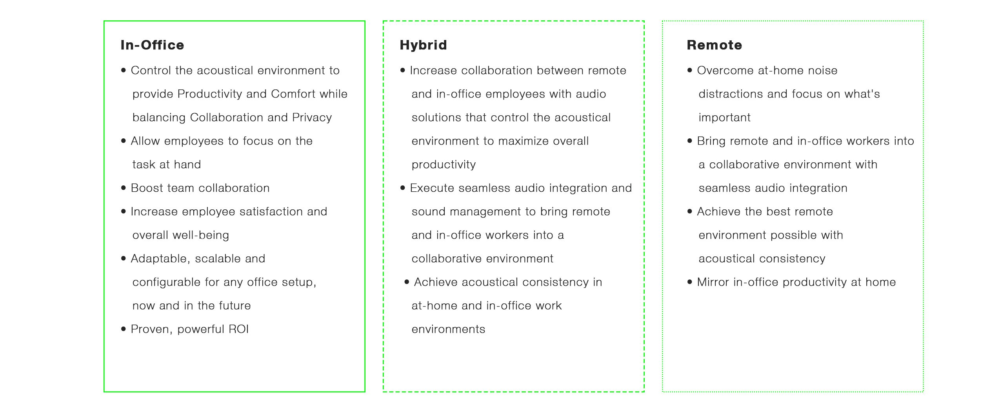 In-Office
• Control the acoustical environment to
provide Productivity and Comfort while
balancing Collaboration and Privacy
• Allow employees to focus on the
task at hand
• Boost team collaboration
• Increase employee satisfaction and
overall well-being
• Adaptable, scalable and
configurable for any office setup,
now and in the future
• Proven, powerful ROI
Hybrid
• Increase collaboration between remote
and in-office employees with audio
solutions that control the acoustical
environment to maximize overall
productivity
• Execute seamless audio integration and
sound management to bring remote
and in-office workers into a
collaborative environment
• Achieve acoustical consistency in
at-home and in-office work
environments
Remote
• Overcome at-home noise
distractions and focus on what's
important
• Bring remote and in-office workers into
a collaborative environment with
seamless audio integration
• Achieve the best remote
environment possible with
acoustical consistency
• Mirror in-office productivity at home